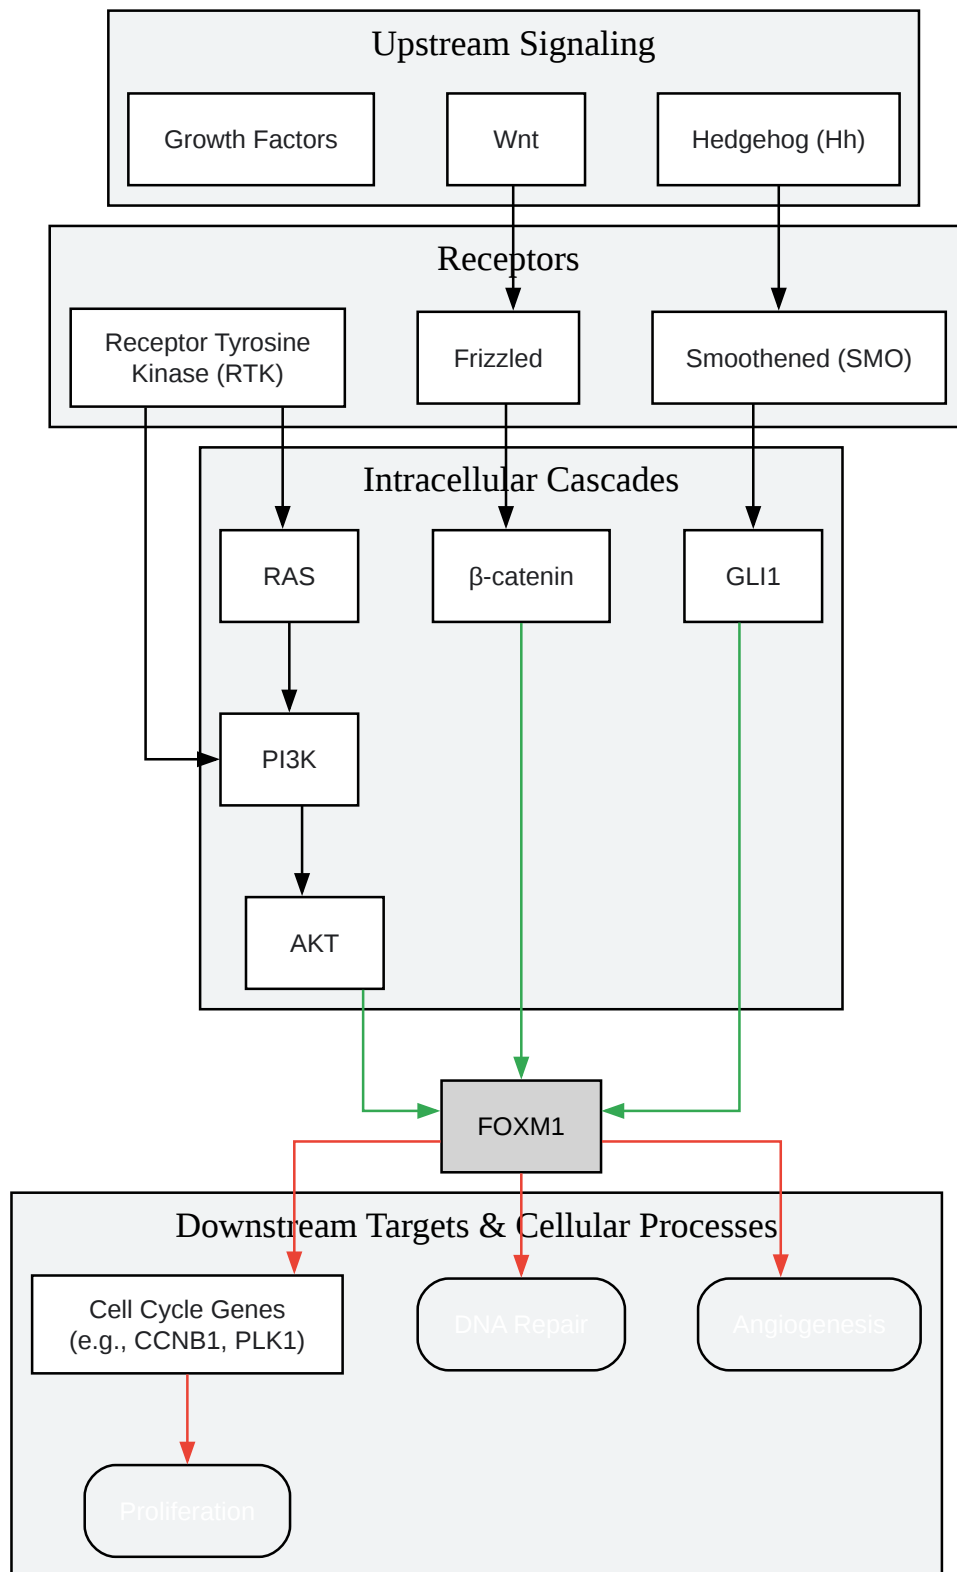 Upstream Signaling
Growth Factors
Wnt
Hedgehog (Hh)
Receptors
Receptor Tyrosine
Kinase (RTK)
Frizzled
Smoothened (SMO)
Intracellular Cascades
RAS
β-catenin
GLI1
PI3K
AKT
FOXM1
Downstream Targets & Cellular Processes
Cell Cycle Genes
(e.g., CCNB1, PLK1)
DNA Repair
Angiogenesis
Proliferation